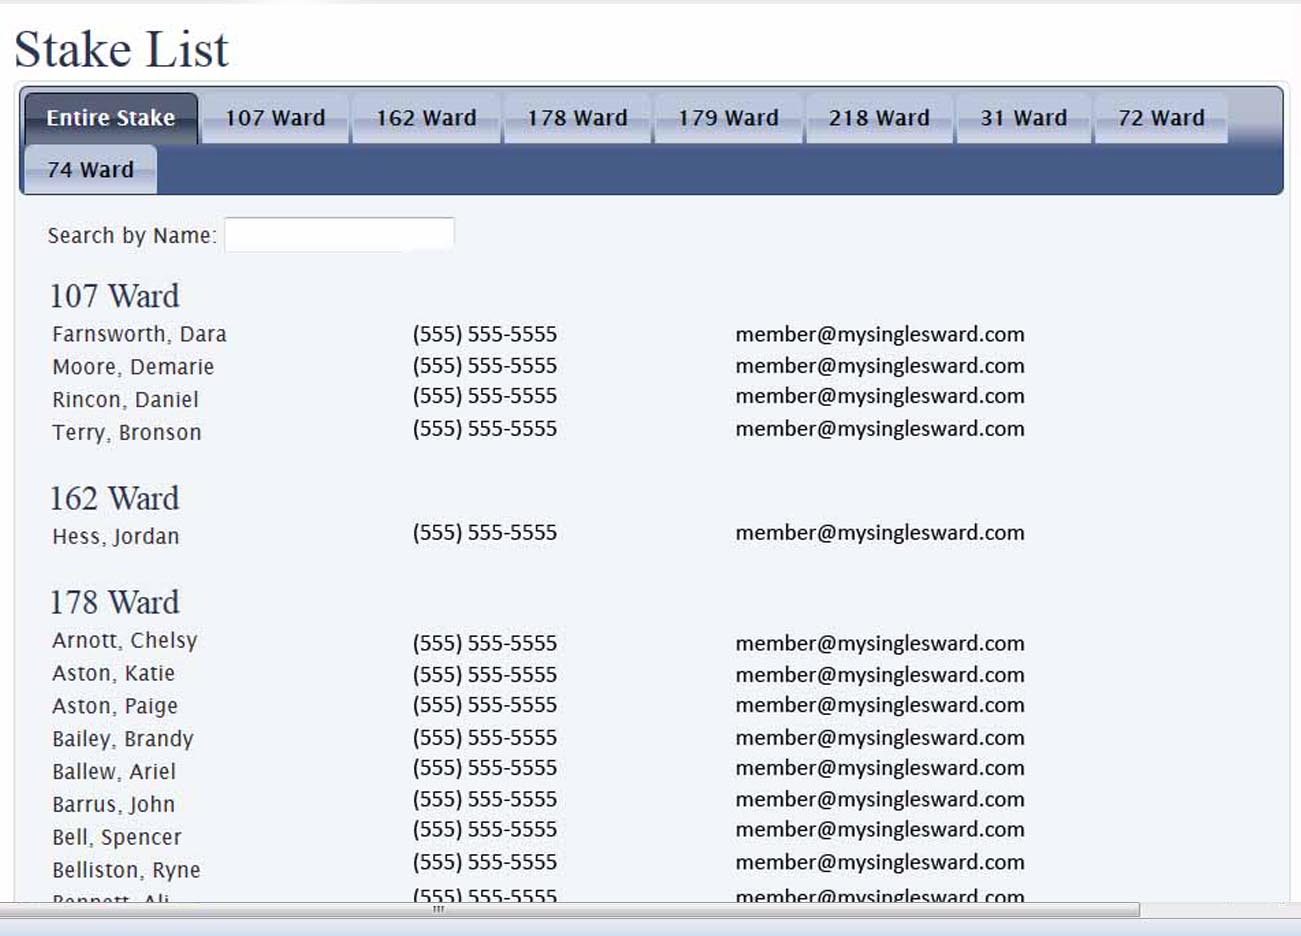 Stake List
Entire Stake 107 Ward 162 Ward 178 Ward 179 Ward 218 Ward 31 Ward 72 Ward
74 Ward
Search by Name:
107 Ward
Farnsworth, Dara (555) 555-5555 member@mysinglesward.com
Moore, Demarie (555) 555-5555 member@mysinglesward.com
Rincon, Daniel (555) 555-5555 member@mysinglesward.com
Terry, Bronson (555) 555-5555 member@mysinglesward.com
162 Ward
Hess, Jordan (555) 555-5555 member@mysinglesward.com
178 Ward
Arnott, Chelsy (555) 555-5555 member@mysinglesward.com
Aston, Katie (555) 555-5555 member@mysinglesward.com
Aston, Paige (555) 555-5555 member@mysinglesward.com
Bailey, Brandy (555) 555-5555 member@mysinglesward.com
Ballew, Ariel (555) 555-5555 member@mysinglesward.com
Barrus, John (555) 555-5555 member@mysinglesward.com
Bell, Spencer (555) 555-5555 member@mysinglesward.com
Belliston, Ryne (555) 555-5555 member@mysinglesward.com
Bennett, Ali (555) 555-5555 member@mysinglesward.com